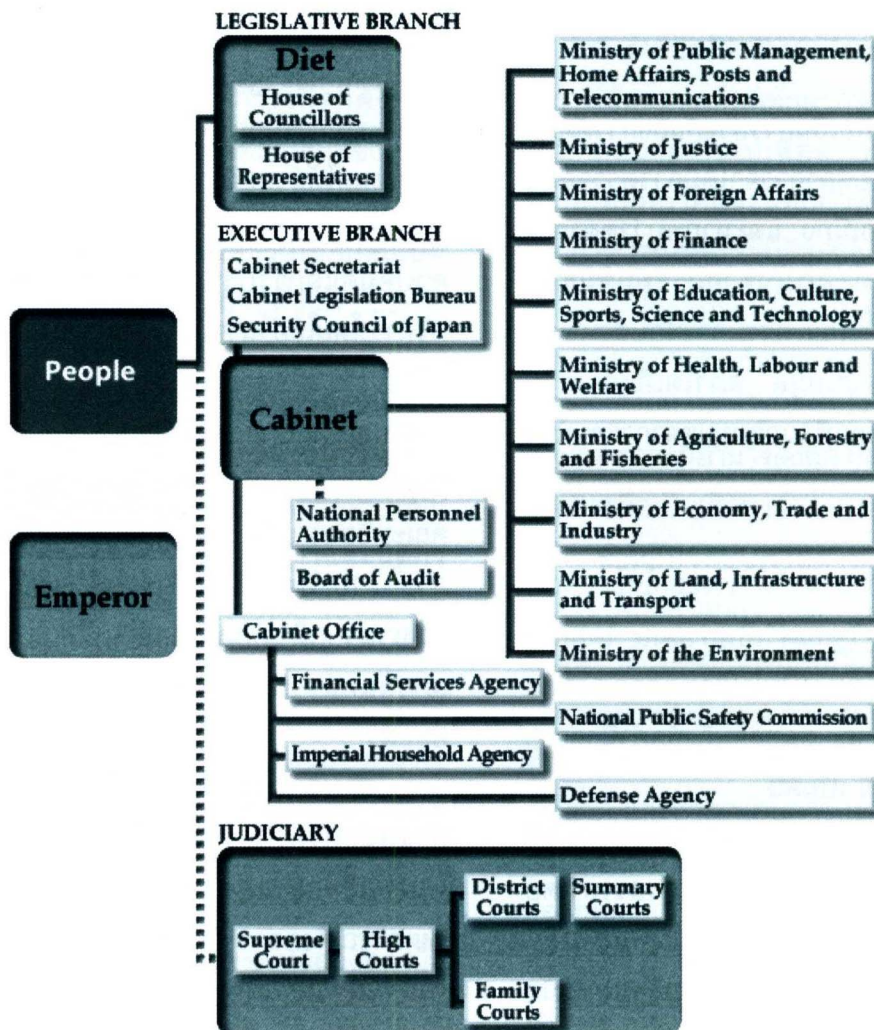 LEGISLATIVE BRANCH
Diet
House of
Councillors
House of
Representatives
EXECUTIVE BRANCH
Cabinet Secretariat
Cabinet Legislation Bureau
Security Council of Japan
People
Cabinet
National Personnel
Authority
Board of Audit
Emperor
Cabinet Office
Financial Services Agency
Imperial Household Agency
Ministry of Public Management,
Home Affairs, Posts and
Telecommunications
Ministry of Justice
Ministry of Foreign Affairs
Ministry of Finance
Ministry of Education, Culture,
Sports, Science and Technology
Ministry of Health, Labour and
Welfare
Ministry of Agriculture, Forestry
and Fisheries
Ministry of Economy, Trade and
Industry
Ministry of Land, Infrastructure
and Transport
Ministry of the Environment
National Public Safety Commission
Defense Agency
JUDICIARY
Supreme
Court
High
Courts
District
Courts
Summary
Courts
Family
Courts